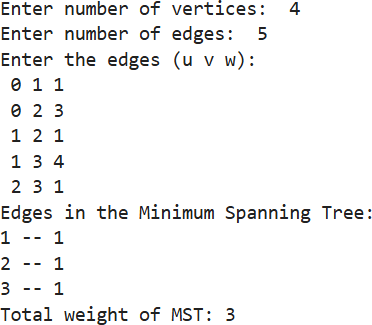 Enter number of vertices:  4
Enter number of edges:  5
Enter the edges (u v w):
 0 1 1
 0 2 3
 1 2 1
 1 3 4
 2 3 1
Edges in the Minimum Spanning Tree:
1 -- 1
2 -- 1
3 -- 1
Total weight of MST: 3